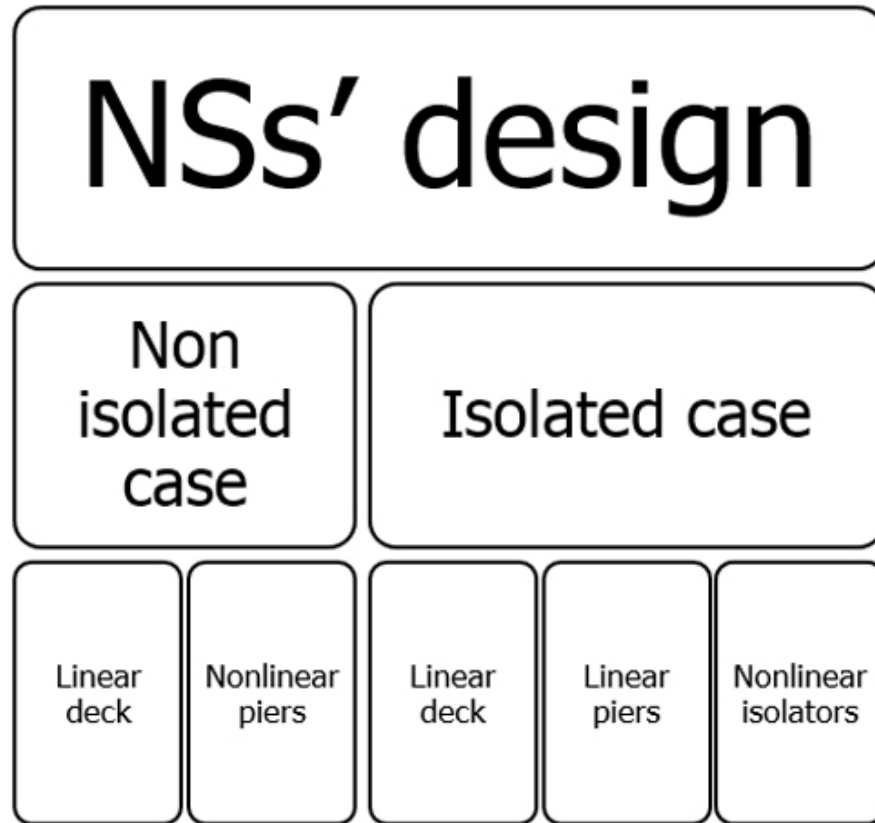 NSs’ design
Non
isolated
case
Isolated case
Linear
deck
Nonlinear
piers
Linear
deck
Linear
piers
Nonlinear
isolators